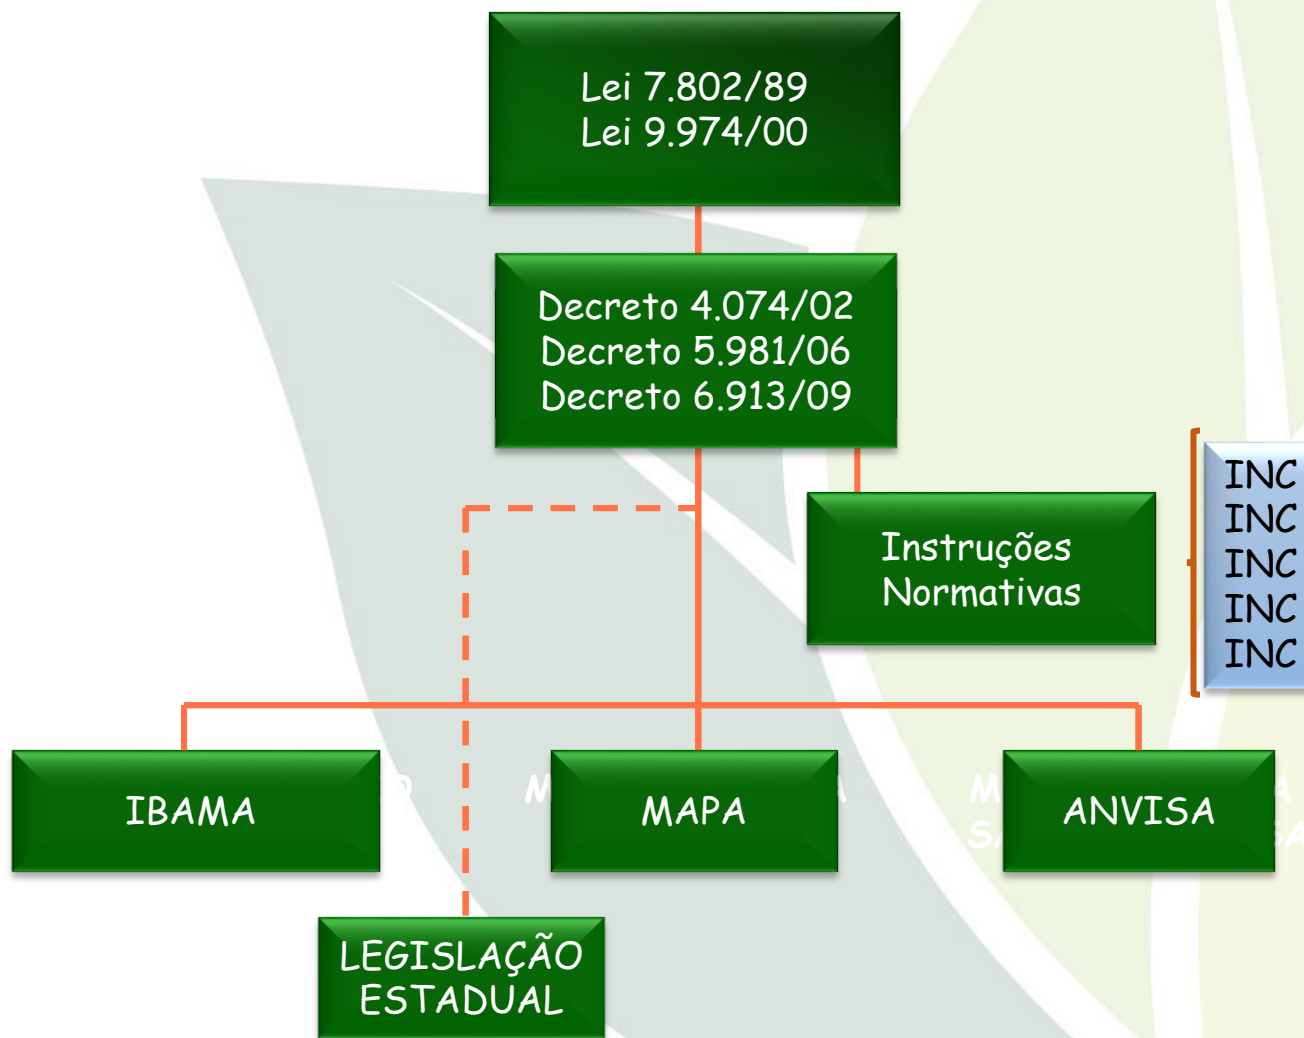 Lei 7.802/89
Lei 9.974/00
Decreto 4.074/02
Decreto 5.981/06
Decreto 6.913/09
Instruções
Normativas
INC
INC
INC
INC
INC
IBAMA
MAPA
ANVISA
LEGISLAÇÃO
ESTADUAL